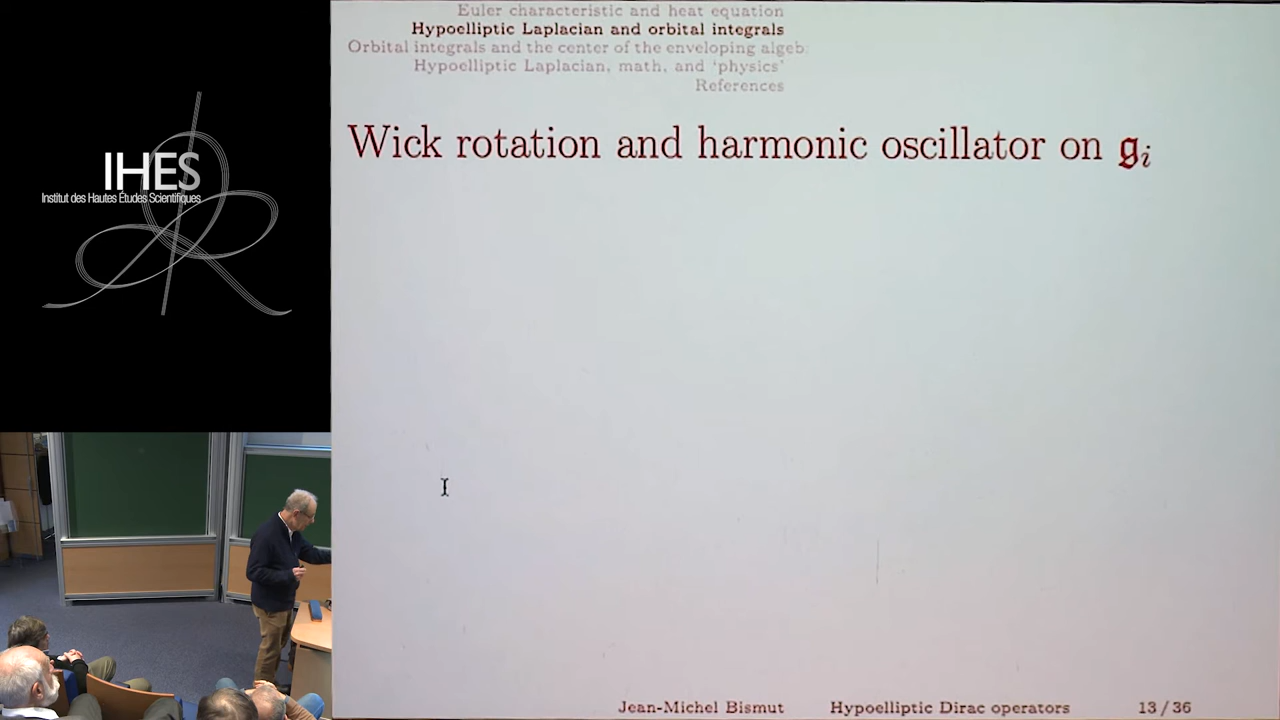 IHES
Institut des Hautes Études Scientifiques
Euler characteristic and heat equation
Hypoelliptic Laplacian and orbital integrals
Orbital integrals and the center of the enveloping algeb
Hypoelliptic Laplacian, math, and ‘physics’
References
Wick rotation and harmonic oscillator on 𝔤ᵢ
Jean-Michel Bismut Hypoelliptic Dirac operators 13 / 36